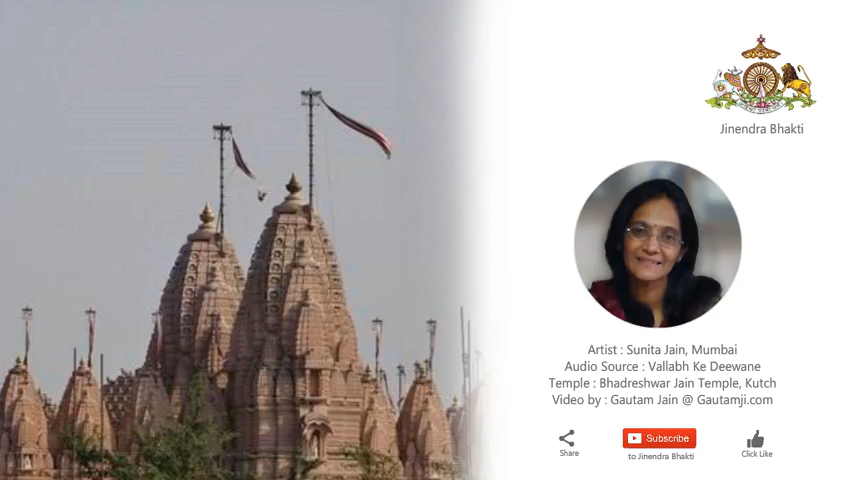 Jinendra Bhakti
Artist : Sunita Jain, Mumbai
Audio Source : Vallabh Ke Deewane
Temple : Bhadreshwar Jain Temple, Kutch
Video by : Gautam Jain @ Gautamji.com
Share
Subscribe
to Jinendra Bhakti
Click Like